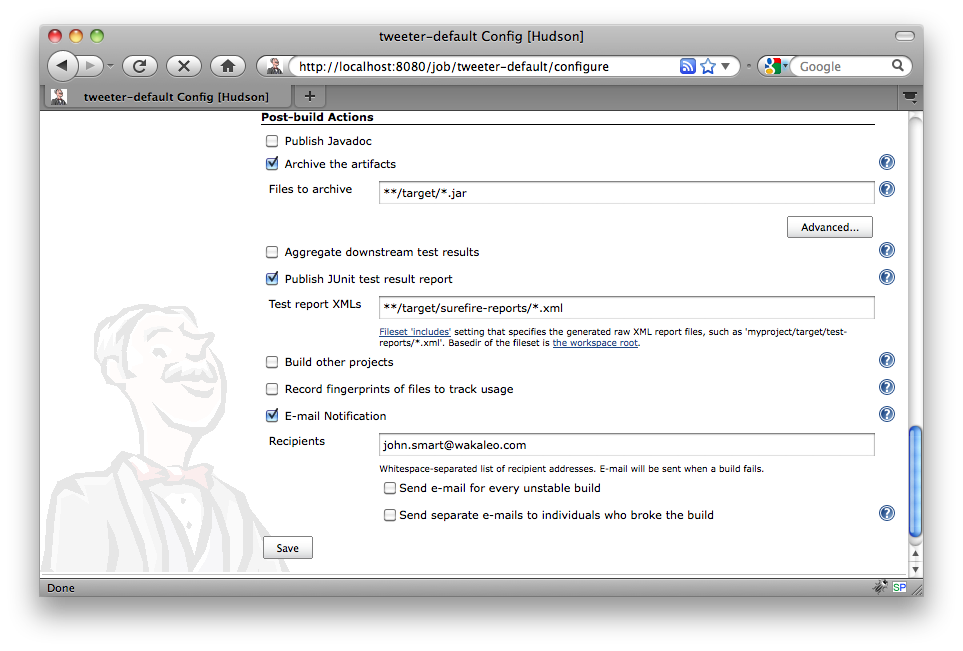 tweeter-default Config [Hudson]
http://localhost:8080/job/tweeter-default/configure
Google
tweeter-default Config [Hudson]
+
Post-build Actions
Publish Javadoc
Archive the artifacts
?
Files to archive
**/target/*.jar
?
Advanced...
Aggregate downstream test results
?
Publish JUnit test result report
?
Test report XMLs
**/target/surefire-reports/*.xml
Fileset 'includes' setting that specifies the generated raw XML report files, such as 'myproject/target/test-
reports/*.xml'. Basedir of the fileset is the workspace root.
Build other projects
?
Record fingerprints of files to track usage
?
E-mail Notification
?
Recipients
john.smart@wakaleo.com
Whitespace-separated list of recipient addresses. E-mail will be sent when a build fails.
Send e-mail for every unstable build
Send separate e-mails to individuals who broke the build
?
Save
Done
SP